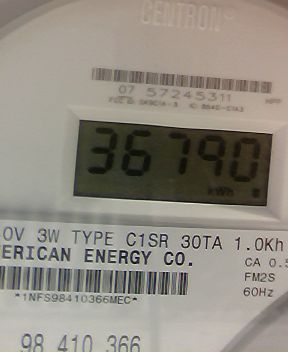 CENTRON®
07 57245311
36790
kWh
.0V 3W TYPE C1SR 30TA 1.0Kh
ERICAN ENERGY CO.
CA 0.5
FM2S
*1NFS98410366MEC*
60Hz
98 410 366